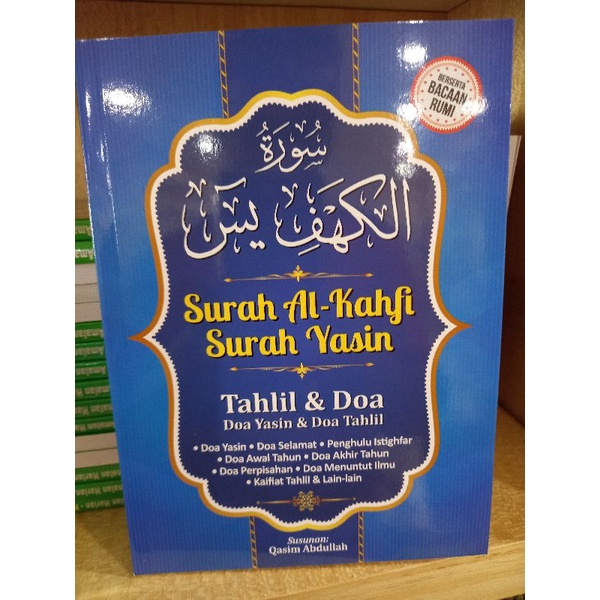 BERSERTA
BACAAN
RUMI
سُورَةُ
الكَهْفِ يس
Surah Al-Kahfi
Surah Yasin
Tahlil & Doa
Doa Yasin & Doa Tahlil
• Doa Yasin • Doa Selamat • Penghulu Istighfar
• Doa Awal Tahun • Doa Akhir Tahun
• Doa Perpisahan • Doa Menuntut Ilmu
• Kaifiat Tahlil & Lain-lain
Susunan:
Qasim Abdullah